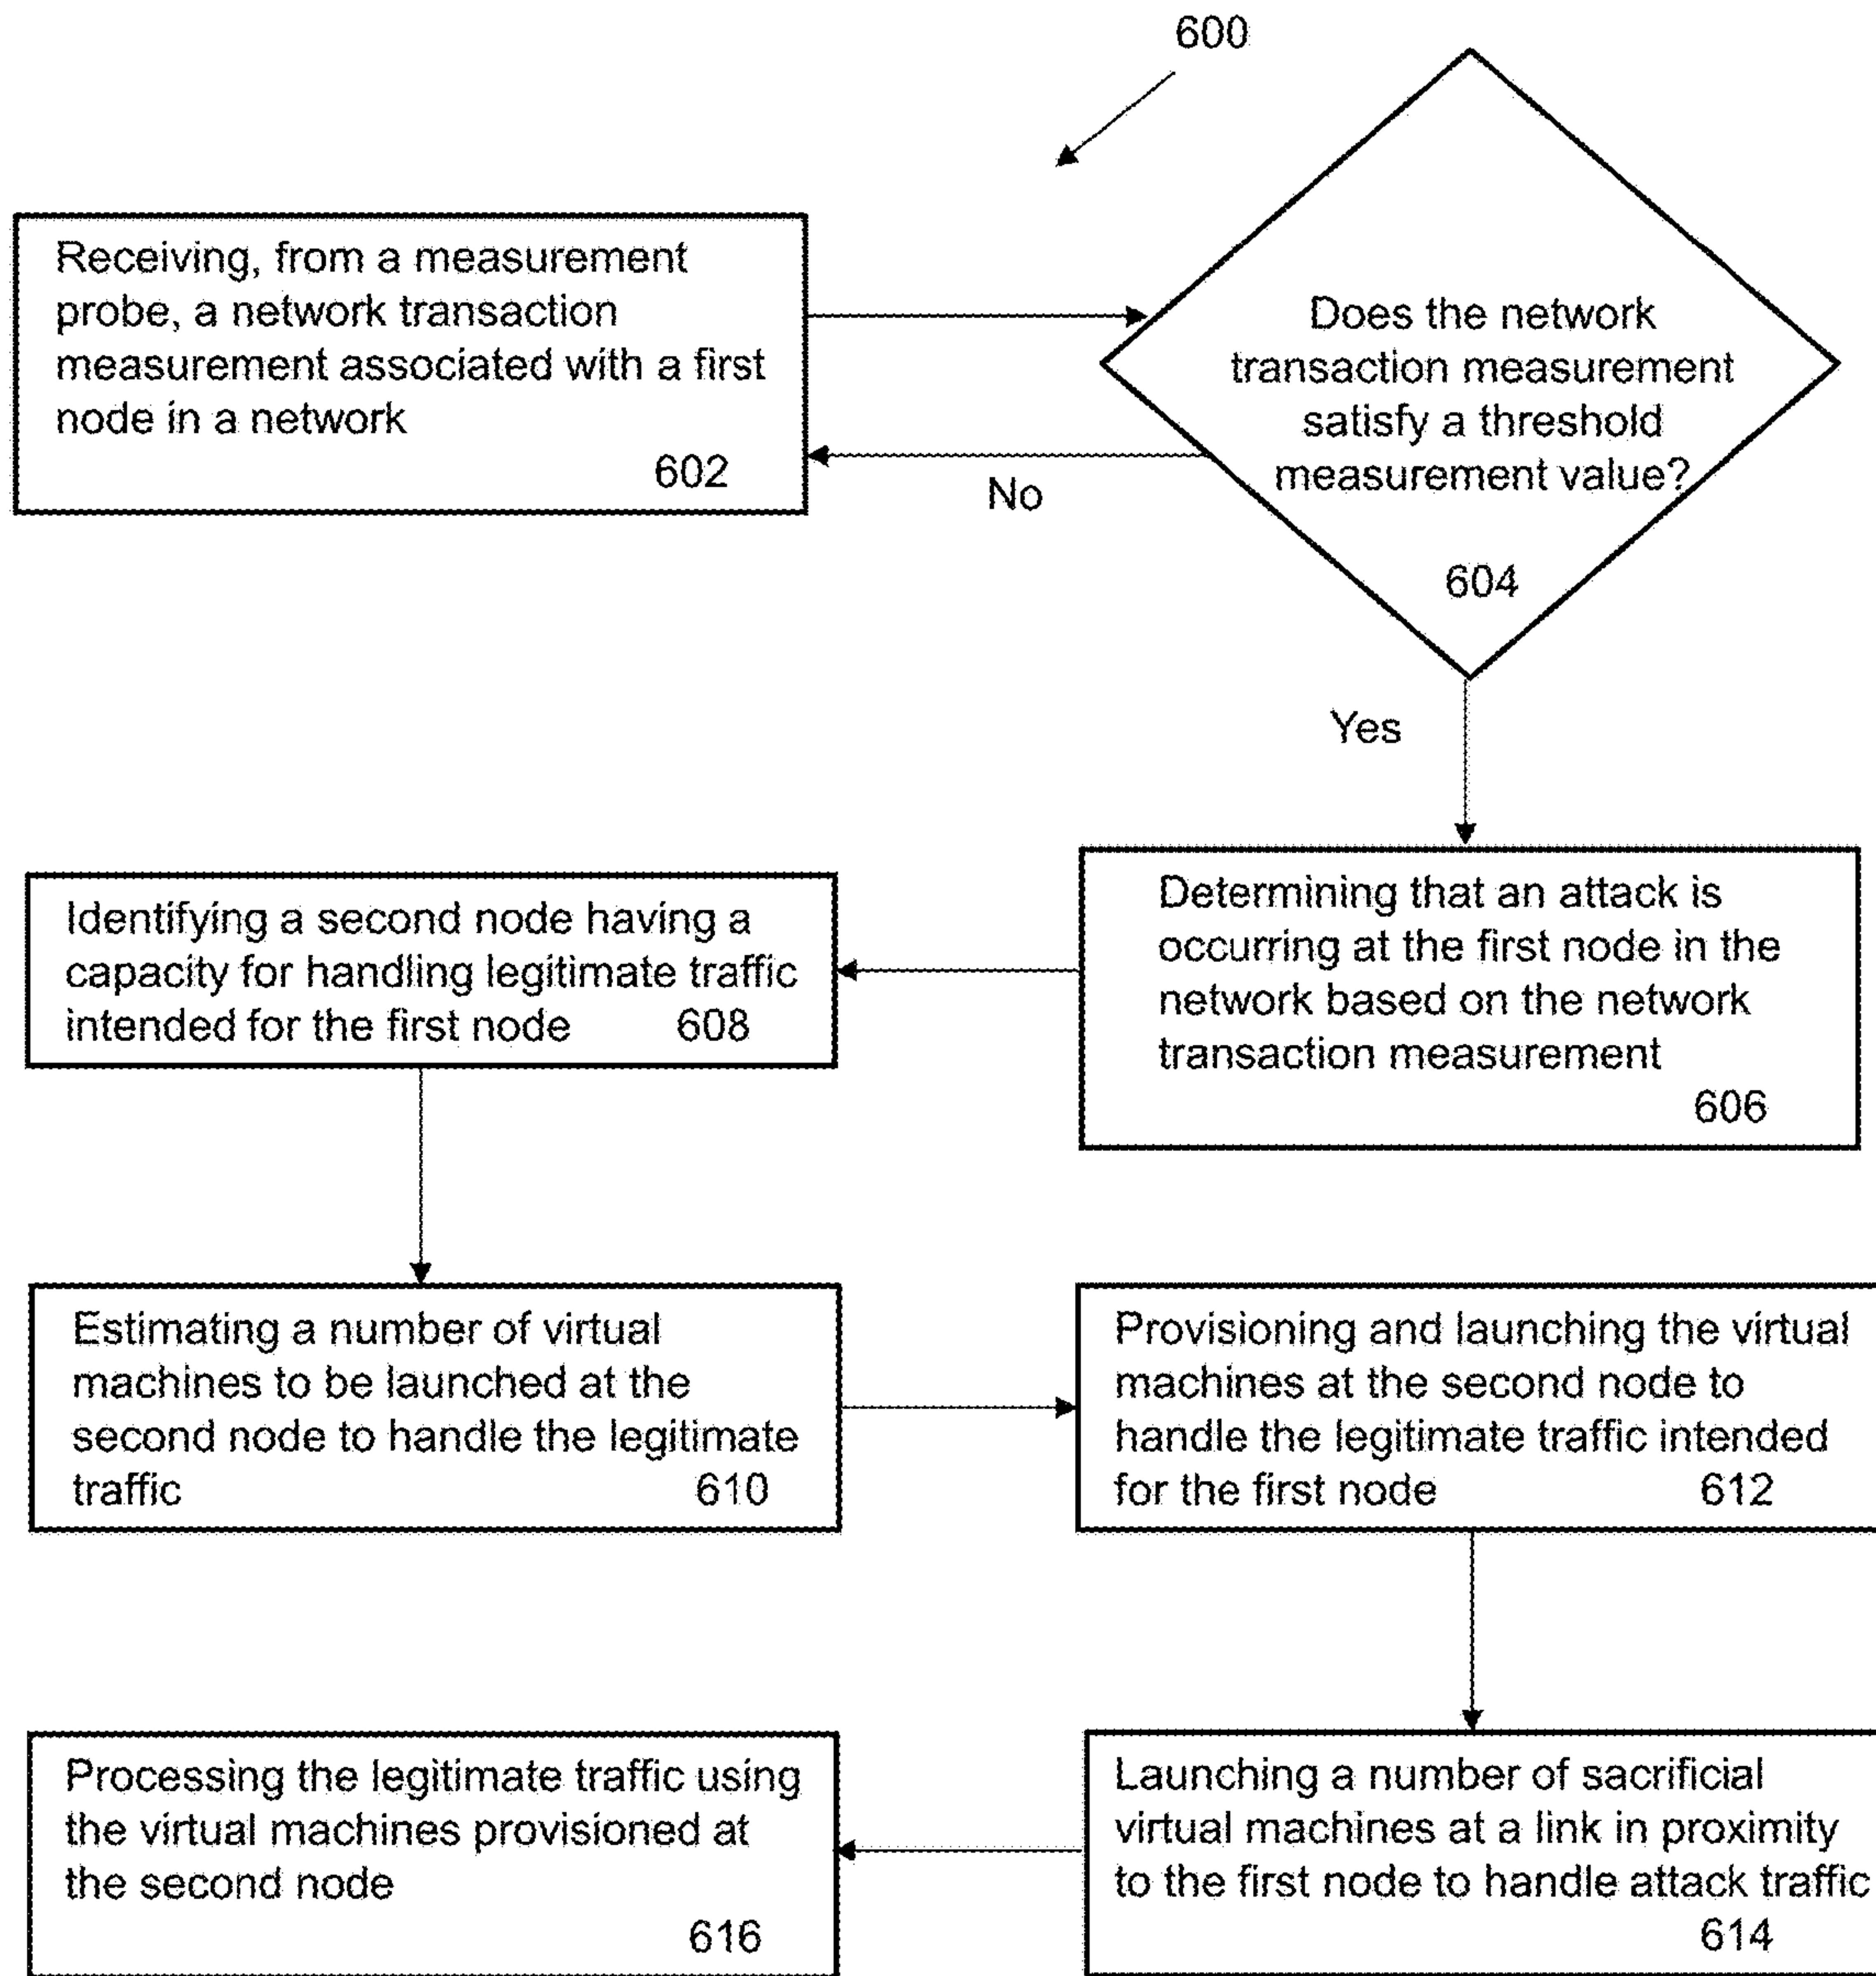 600
Receiving, from a measurement
probe, a network transaction
measurement associated with a first
node in a network
602
Does the network
transaction measurement
satisfy a threshold
measurement value?
604
No
Yes
Determining that an attack is
occurring at the first node in the
network based on the network
transaction measurement
606
Identifying a second node having a
capacity for handling legitimate traffic
intended for the first node 608
Estimating a number of virtual
machines to be launched at the
second node to handle the legitimate
traffic 610
Provisioning and launching the virtual
machines at the second node to
handle the legitimate traffic intended
for the first node 612
Launching a number of sacrificial
virtual machines at a link in proximity
to the first node to handle attack traffic
614
Processing the legitimate traffic using
the virtual machines provisioned at
the second node
616